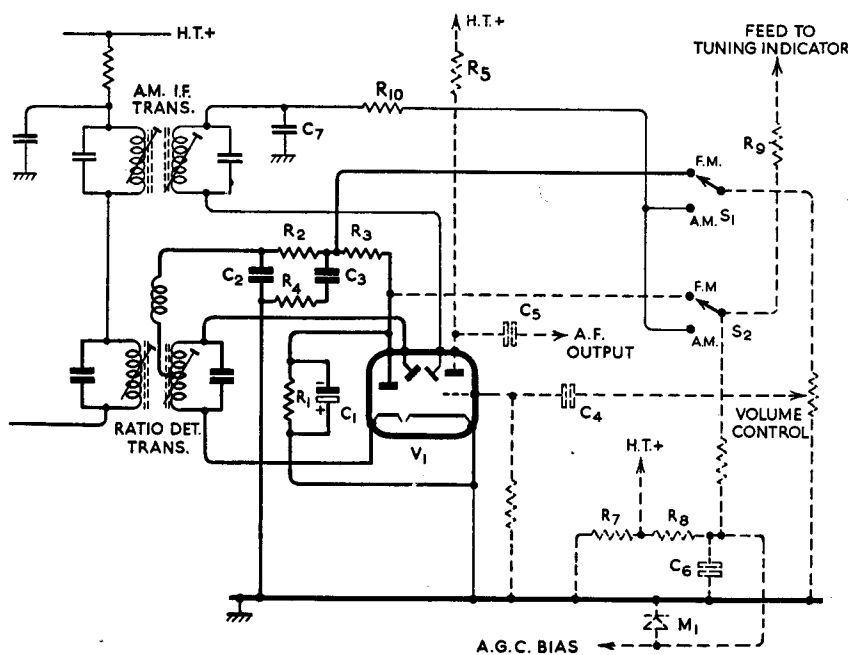 H.T.+
H.T.+
FEED TO
TUNING INDICATOR
A.M. I.F.
TRANS.
R5
R10
C7
R9
F.M.
A.M. S1
R2
R3
C2
R4
C3
F.M
A.M.
S2
C5
A.F.
OUTPUT
R1
C1
-
+
C4
VOLUME
CONTROL
RATIO DET.
TRANS.
V1
H.T.+
R7
R8
C6
M1
A.G.C. BIAS